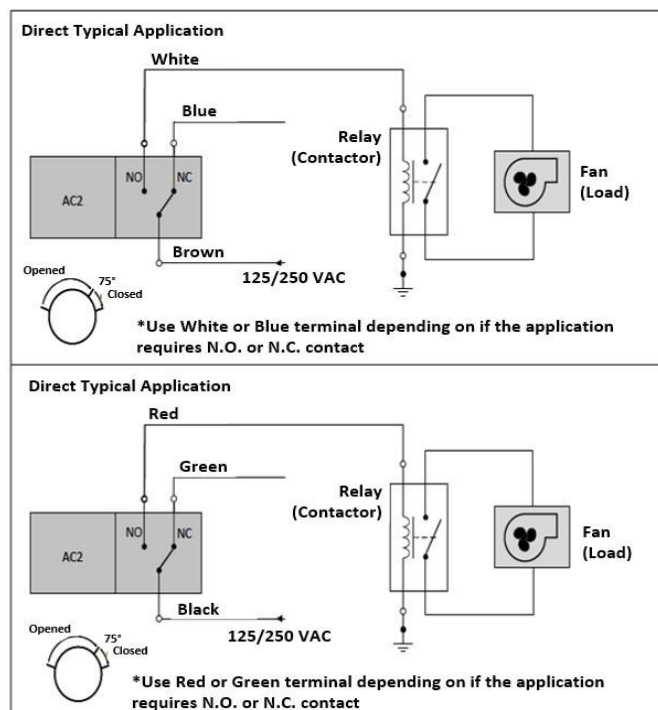 Direct Typical Application
White
Blue
Relay
(Contactor)
NO
NC
AC2
Fan
(Load)
Brown
125/250 VAC
Opened
75°
Closed
*Use White or Blue terminal depending on if the application
requires N.O. or N.C. contact
Direct Typical Application
Red
Green
Relay
(Contactor)
NO
NC
AC2
Fan
(Load)
Black
125/250 VAC
Opened
75°
Closed
*Use Red or Green terminal depending on if the application
requires N.O. or N.C. contact